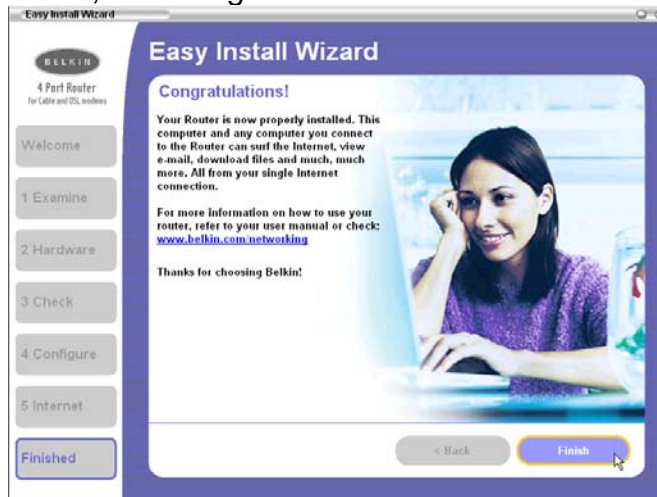 Easy Install Wizard
BELKIN
4 Port Router
for Cable and DSL modems
Welcome
1 Examine
2 Hardware
3 Check
4 Configure
5 Internet
Finished
Easy Install Wizard
Congratulations!
Your Router is now properly installed. This
computer and any computer you connect
to the Router can surf the Internet, view
e-mail, download files and much, much
more. All from your single Internet
connection.
For more information on how to use your
router, refer to your user manual or check:
www.belkin.com/networking
Thanks for choosing Belkin!
< Back
Finish